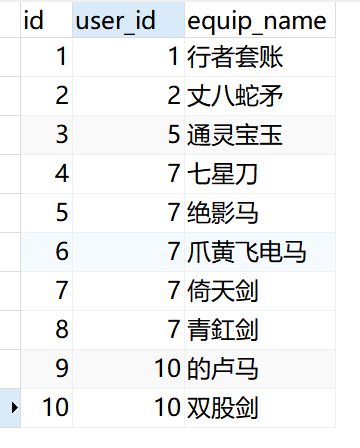 id user_id equip_name
1 1 行者套账
2 2 丈八蛇矛
3 5 通灵宝玉
4 7 七星刀
5 7 绝影马
6 7 爪黄飞电马
7 7 倚天剑
8 7 青釭剑
9 10 的卢马
10 10 双股剑